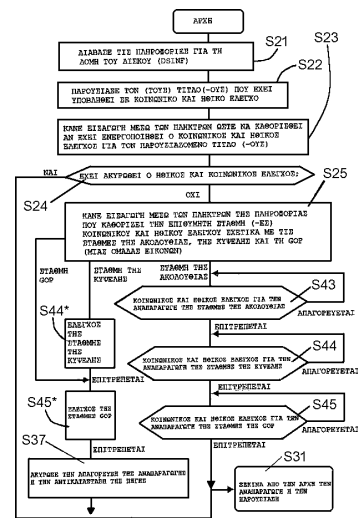 ΑΡΧΗ
S21
ΔΙΑΒΑΣΕ ΤΙΣ ΠΛΗΡΟΦΟΡΙΕΣ ΓΙΑ ΤΗ
ΔΟΜΗ ΤΟΥ ΔΙΣΚΟΥ (DSINF)
S23
S22
ΠΑΡΟΥΣΙΑΣΕ ΤΟΝ (ΤΟΥΣ) ΤΙΤΛΟ(-ΟΥΣ) ΠΟΥ ΕΧΕΙ
ΥΠΟΒΛΗΘΕΙ ΣΕ ΚΟΙΝΩΝΙΚΟ ΚΑΙ ΗΘΙΚΟ ΕΛΕΓΧΟ
ΚΑΝΕ ΕΙΣΑΓΩΓΗ ΜΕΣΩ ΤΩΝ ΠΛΗΚΤΡΩΝ ΩΣΤΕ ΝΑ ΚΑΘΟΡΙΣΘΕΙ
ΑΝ ΕΧΕΙ ΕΝΕΡΓΟΠΟΙΗΘΕΙ Ο ΚΟΙΝΩΝΙΚΟΣ ΚΑΙ ΗΘΙΚΟΣ
ΕΛΕΓΧΟΣ ΓΙΑ ΤΟΝ ΠΑΡΟΥΣΙΑΖΟΜΕΝΟ ΤΙΤΛΟ (-ΟΥΣ)
ΝΑΙ
S25
ΕΧΕΙ ΑΚΥΡΩΘΕΙ Ο ΗΘΙΚΟΣ ΚΑΙ ΚΟΙΝΩΝΙΚΟΣ ΕΛΕΓΧΟΣ;
S24
ΟΧΙ
ΚΑΝΕ ΕΙΣΑΓΩΓΗ ΜΕΣΩ ΤΩΝ ΠΛΗΚΤΡΩΝ ΤΗΣ ΠΛΗΡΟΦΟΡΙΑΣ
ΠΟΥ ΚΑΘΟΡΙΖΕΙ ΤΗΝ ΕΠΙΘΥΜΗΤΗ ΣΤΑΘΜΗ (-ΕΣ)
ΚΟΙΝΩΝΙΚΟΥ ΚΑΙ ΗΘΙΚΟΥ ΕΛΕΓΧΟΥ ΣΧΕΤΙΚΑ ΜΕ ΤΙΣ
ΣΤΑΘΜΕΣ ΤΗΣ ΑΚΟΛΟΥΘΙΑΣ, ΤΗΣ ΚΥΨΕΛΗΣ ΚΑΙ ΤΗ GOP
(ΜΙΑΣ ΟΜΑΔΑΣ ΕΙΚΟΝΩΝ)
ΣΤΑΘΜΗ
GOP
ΣΤΑΘΜΗ ΤΗΣ
ΚΥΨΕΛΗΣ
ΣΤΑΘΜΗ ΤΗΣ
ΑΚΟΛΟΥΘΙΑΣ
S43
ΚΟΙΝΩΝΙΚΟΣ ΚΑΙ ΗΘΙΚΟΣ ΕΛΕΓΧΟΣ ΓΙΑ ΤΗΝ
ΑΝΑΠΑΡΑΓΩΓΗ ΤΗΣ ΣΤΑΘΜΗΣ ΤΗΣ ΑΚΟΛΟΥΘΙΑΣ
ΑΠΑΓΟΡΕΥΕΤΑΙ
S44*
ΕΛΕΓΧΟΣ
ΤΗΣ
ΣΤΑΘΜΗΣ
ΤΗΣ
ΚΥΨΕΛΗΣ
ΕΠΙΤΡΕΠΕΤΑΙ
S44
ΚΟΙΝΩΝΙΚΟΣ ΚΑΙ ΗΘΙΚΟΣ ΕΛΕΓΧΟΣ ΓΙΑ ΤΗΝ
ΑΝΑΠΑΡΑΓΩΓΗ ΤΗΣ ΣΤΑΘΜΗΣ ΤΗΣ ΚΥΨΕΛΗΣ
ΑΠΑΓΟΡΕΥΕΤΑΙ
ΕΠΙΤΡΕΠΕΤΑΙ
ΕΠΙΤΡΕΠΕΤΑΙ
S45*
ΕΛΕΓΧΟΣ ΤΗΣ
ΣΤΑΘΜΗΣ GOP
S45
ΚΟΙΝΩΝΙΚΟΣ ΚΑΙ ΗΘΙΚΟΣ ΕΛΕΓΧΟΣ ΓΙΑ ΤΗΝ
ΑΝΑΠΑΡΑΓΩΓΗ ΤΗΣ ΣΤΑΘΜΗΣ ΤΗΣ GOP
ΑΠΑΓΟΡΕΥΕΤΑΙ
S37
ΕΠΙΤΡΕΠΕΤΑΙ
ΕΠΙΤΡΕΠΕΤΑΙ
S31
ΑΚΥΡΩΣΕ ΤΗΝ ΑΠΑΓΟΡΕΥΣΗ ΤΗΣ ΑΝΑΠΑΡΑΓΩΓΗΣ
Η ΤΗΝ ΑΝΤΙΚΑΤΑΣΤΑΣΗ ΤΗΣ ΠΗΓΗΣ
ΞΕΚΙΝΑ ΑΠΟ ΤΗΝ ΑΡΧΗ ΤΗΝ
ΑΝΑΠΑΡΑΓΩΓΗ Η ΤΗΝ
ΠΑΡΟΥΣΙΑΣΗ